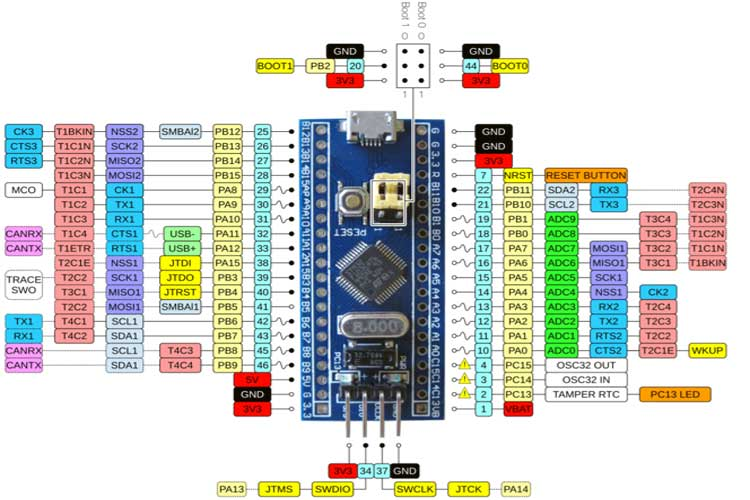 Boot 1 Boot 0
GND GND
BOOT1 PB2 20 44 BOOT0
3V3 3V3
1 1
CK3 T1BKIN NSS2 SMBAl2 PB12 25 GND
CTS3 T1C1N SCK2 PB13 26 GND
RTS3 T1C2N MISO2 PB14 27 3V3
T1C3N MOSI2 PB15 28 7 NRST RESET BUTTON
MCO T1C1 CK1 PA8 29 22 PB11 SDA2 RX3 T2C4N
T1C2 TX1 PA9 30 21 PB10 SCL2 TX3 T2C3N
T1C3 RX1 PA10 31 19 PB1 ADC9 T3C4 T1C3N
CANRX T1C4 CTS1 USB- PA11 32 18 PB0 ADC8 T3C3 T1C2N
CANTX T1ETR RTS1 USB+ PA12 33 17 PA7 ADC7 MOSI1 T3C2 T1C1N
T2C1E NSS1 JTDI PA15 38 16 PA6 ADC6 MISO1 T3C1 T1BKIN
TRACE SWO T2C2 SCK1 JTDO PB3 39 15 PA5 ADC5 SCK1
T3C1 MISO1 JTRST PB4 40 14 PA4 ADC4 NSS1 CK2
T2C2 MOSI1 SMBAl1 PB5 41 13 PA3 ADC3 RX2 T2C4
TX1 T4C1 SCL1 PB6 42 12 PA2 ADC2 TX2 T2C3
RX1 T4C2 SDA1 PB7 43 11 PA1 ADC1 RTS2 T2C2
CANRX SCL1 T4C3 PB8 45 10 PA0 ADC0 CTS2 T2C1E WKUP
CANTX SDA1 T4C4 PB9 46 4 PC15 OSC32 OUT
5V 3 PC14 OSC32 IN
GND 2 PC13 TAMPER RTC PC13 LED
3V3 1 VBAT
RESET
8.000
3V3 34 37 GND
PA13 JTMS SWDIO SWCLK JTCK PA14